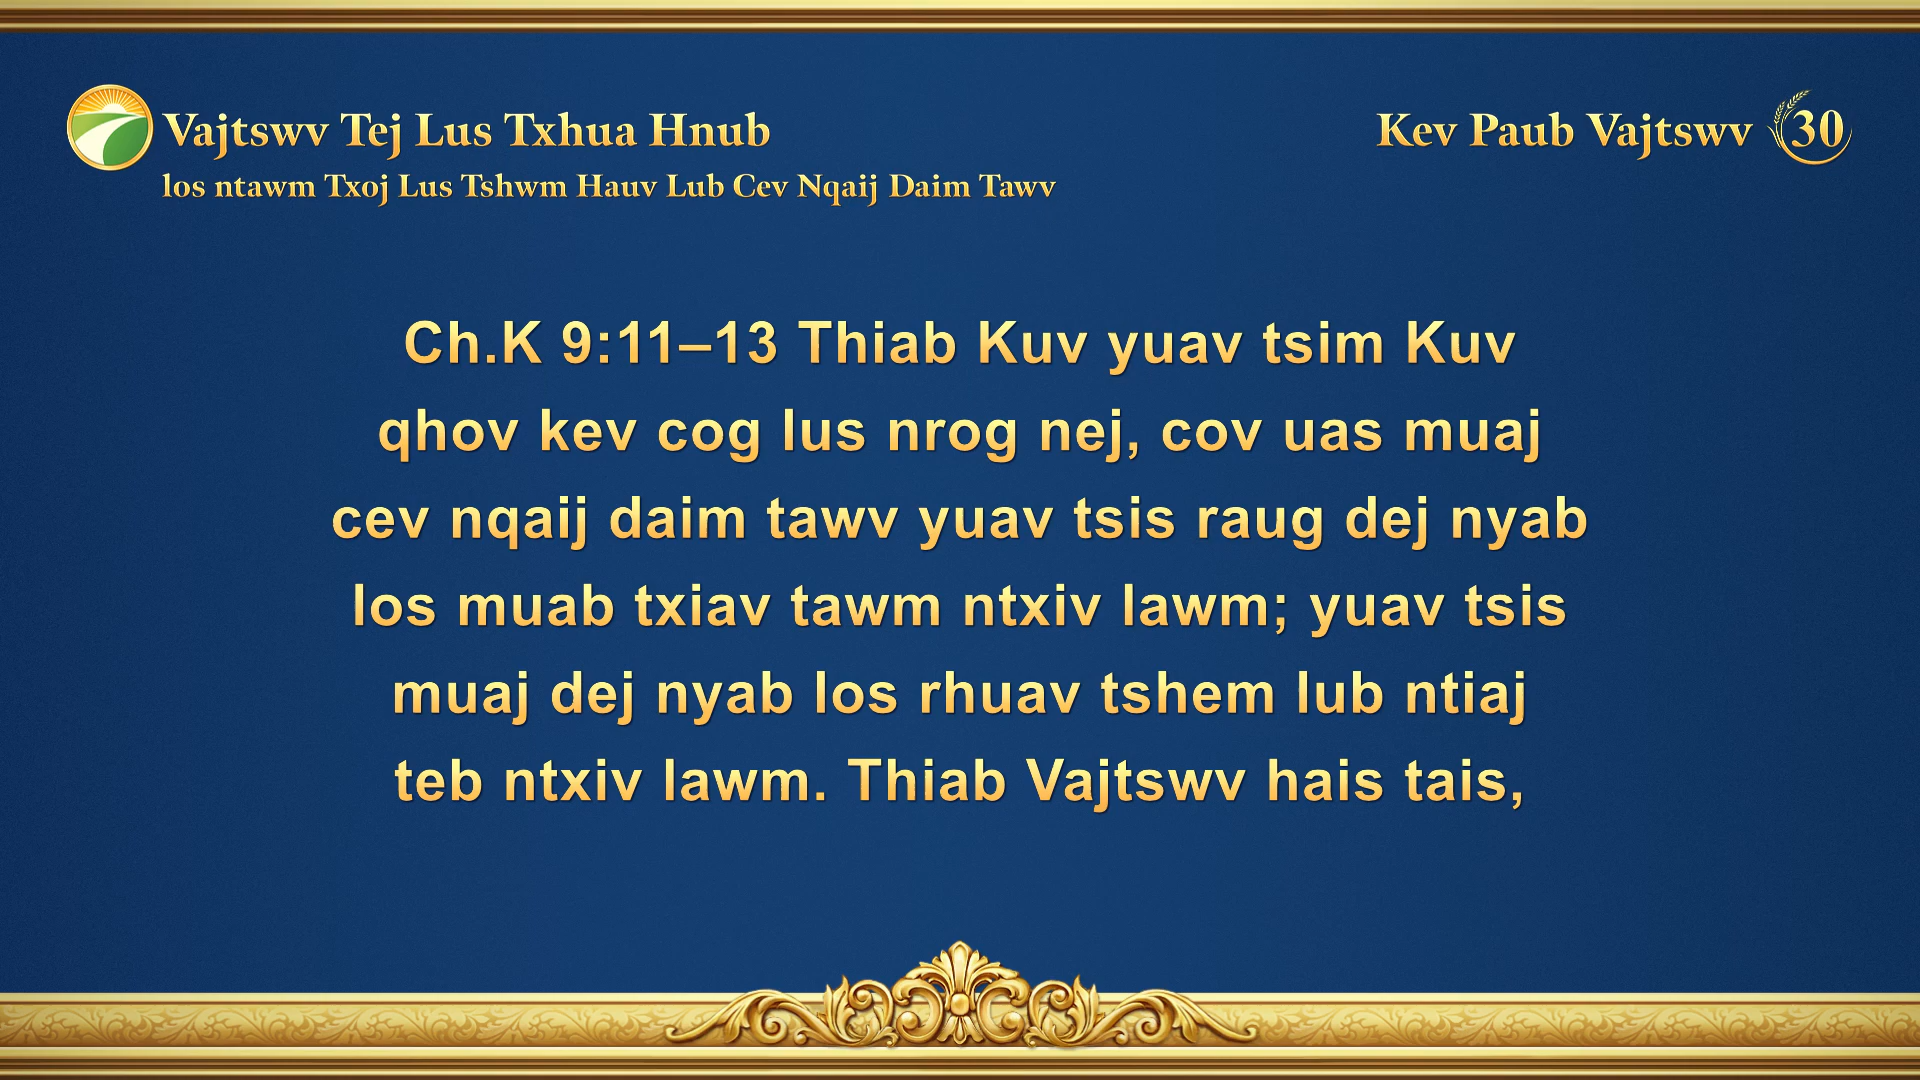 Vajtswv Tej Lus Txhua Hnub
los ntawm Txoj Lus Tshwm Hauv Lub Cev Nqaij Daim Tawv
Kev Paub Vajtswv 30
Ch.K 9:11–13 Thiab Kuv yuav tsim Kuv
qhov kev cog lus nrog nej, cov uas muaj
cev nqaij daim tawv yuav tsis raug dej nyab
los muab txiav tawm ntxiv lawm; yuav tsis
muaj dej nyab los rhuav tshem lub ntiaj
teb ntxiv lawm. Thiab Vajtswv hais tais,